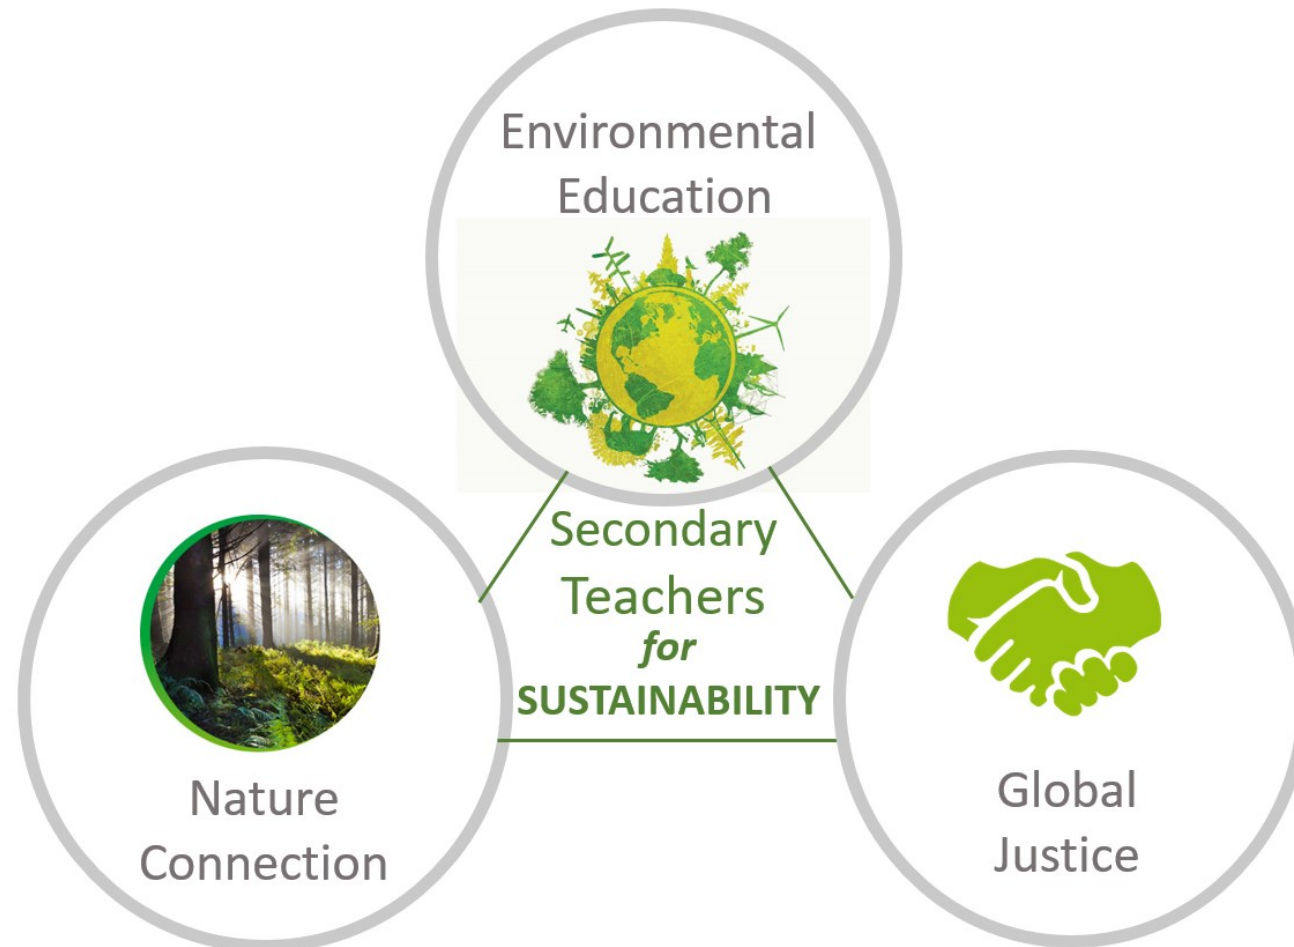 Environmental
Education
Secondary
Teachers
for
SUSTAINABILITY
Nature
Connection
Global
Justice